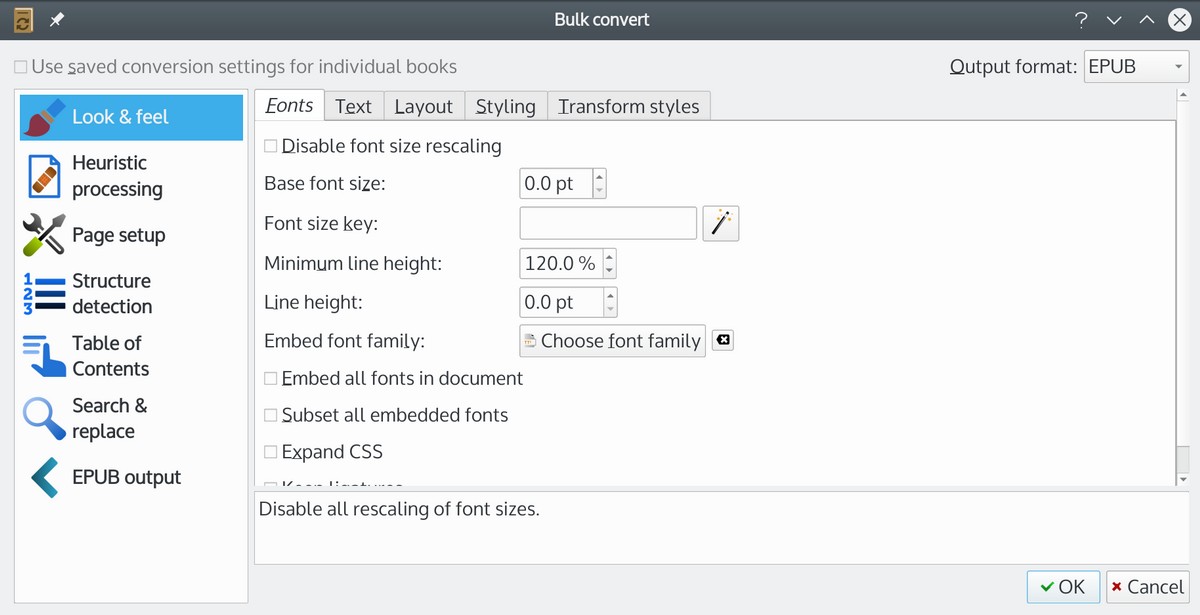 Bulk convert
Use saved conversion settings for individual books
Output format: EPUB
Look & feel
Heuristic
processing
Page setup
Structure
detection
Table of
Contents
Search &
replace
EPUB output
Fonts Text Layout Styling Transform styles
Disable font size rescaling
Base font size: 0.0 pt
Font size key:
Minimum line height: 120.0 %
Line height: 0.0 pt
Embed font family: Choose font family
Embed all fonts in document
Subset all embedded fonts
Expand CSS
Keep ligatures
Disable all rescaling of font sizes.
OK Cancel